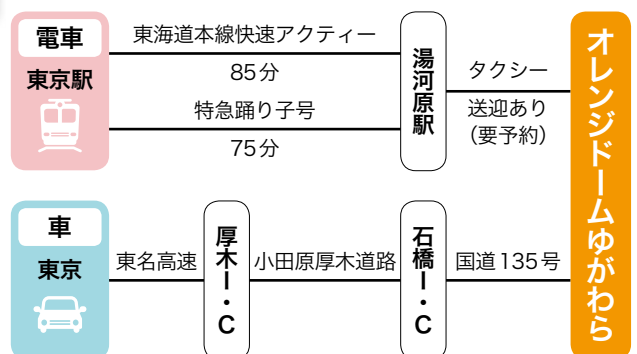 電車
東京駅
東海道本線快速アクティー
85分
特急踊り子号
75分
湯河原駅
タクシー
送迎あり
（要予約）
オレンジドームゆがわら
車
東京
東名高速
厚木I・C
小田原厚木道路
石橋I・C
国道135号